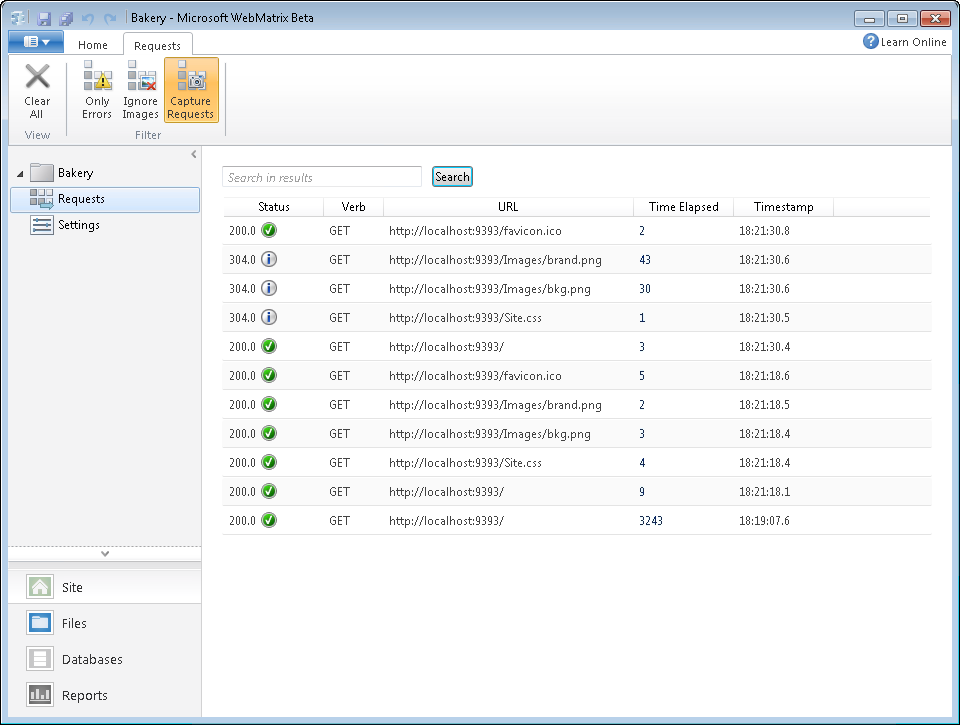 Bakery - Microsoft WebMatrix Beta
Home Requests Learn Online
Clear All
Only Errors
Ignore Images
Capture Requests
View Filter
Bakery
Requests
Settings
Site
Files
Databases
Reports
Search in results Search
Status Verb URL Time Elapsed Timestamp
200.0 GET http://localhost:9393/favicon.ico 2 18:21:30.8
304.0 GET http://localhost:9393/Images/brand.png 43 18:21:30.6
304.0 GET http://localhost:9393/Images/bkg.png 30 18:21:30.6
304.0 GET http://localhost:9393/Site.css 1 18:21:30.5
200.0 GET http://localhost:9393/ 3 18:21:30.4
200.0 GET http://localhost:9393/favicon.ico 5 18:21:18.6
200.0 GET http://localhost:9393/Images/brand.png 2 18:21:18.5
200.0 GET http://localhost:9393/Images/bkg.png 3 18:21:18.4
200.0 GET http://localhost:9393/Site.css 4 18:21:18.4
200.0 GET http://localhost:9393/ 9 18:21:18.1
200.0 GET http://localhost:9393/ 3243 18:19:07.6